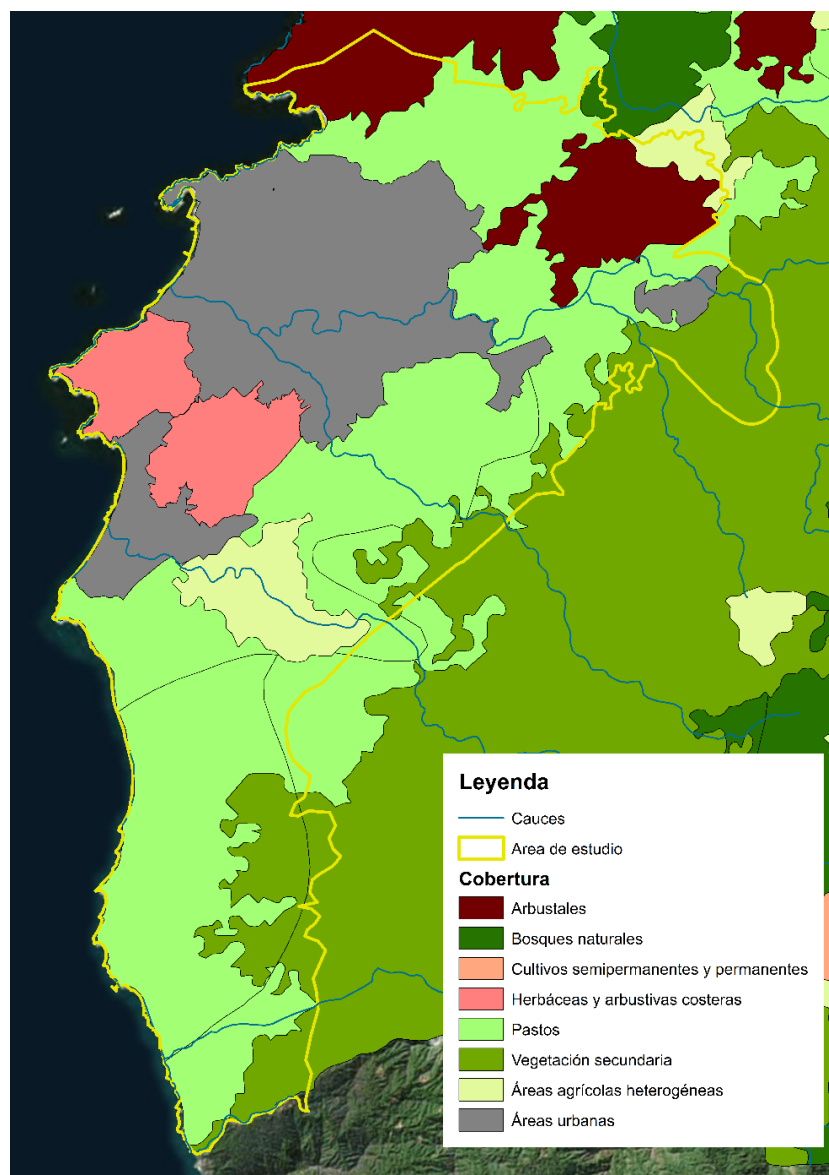 Leyenda
Cauces
Area de estudio
Cobertura
Arbustales
Bosques naturales
Cultivos semipermanentes y permanentes
Herbáceas y arbustivas costeras
Pastos
Vegetación secundaria
Áreas agrícolas heterogéneas
Áreas urbanas